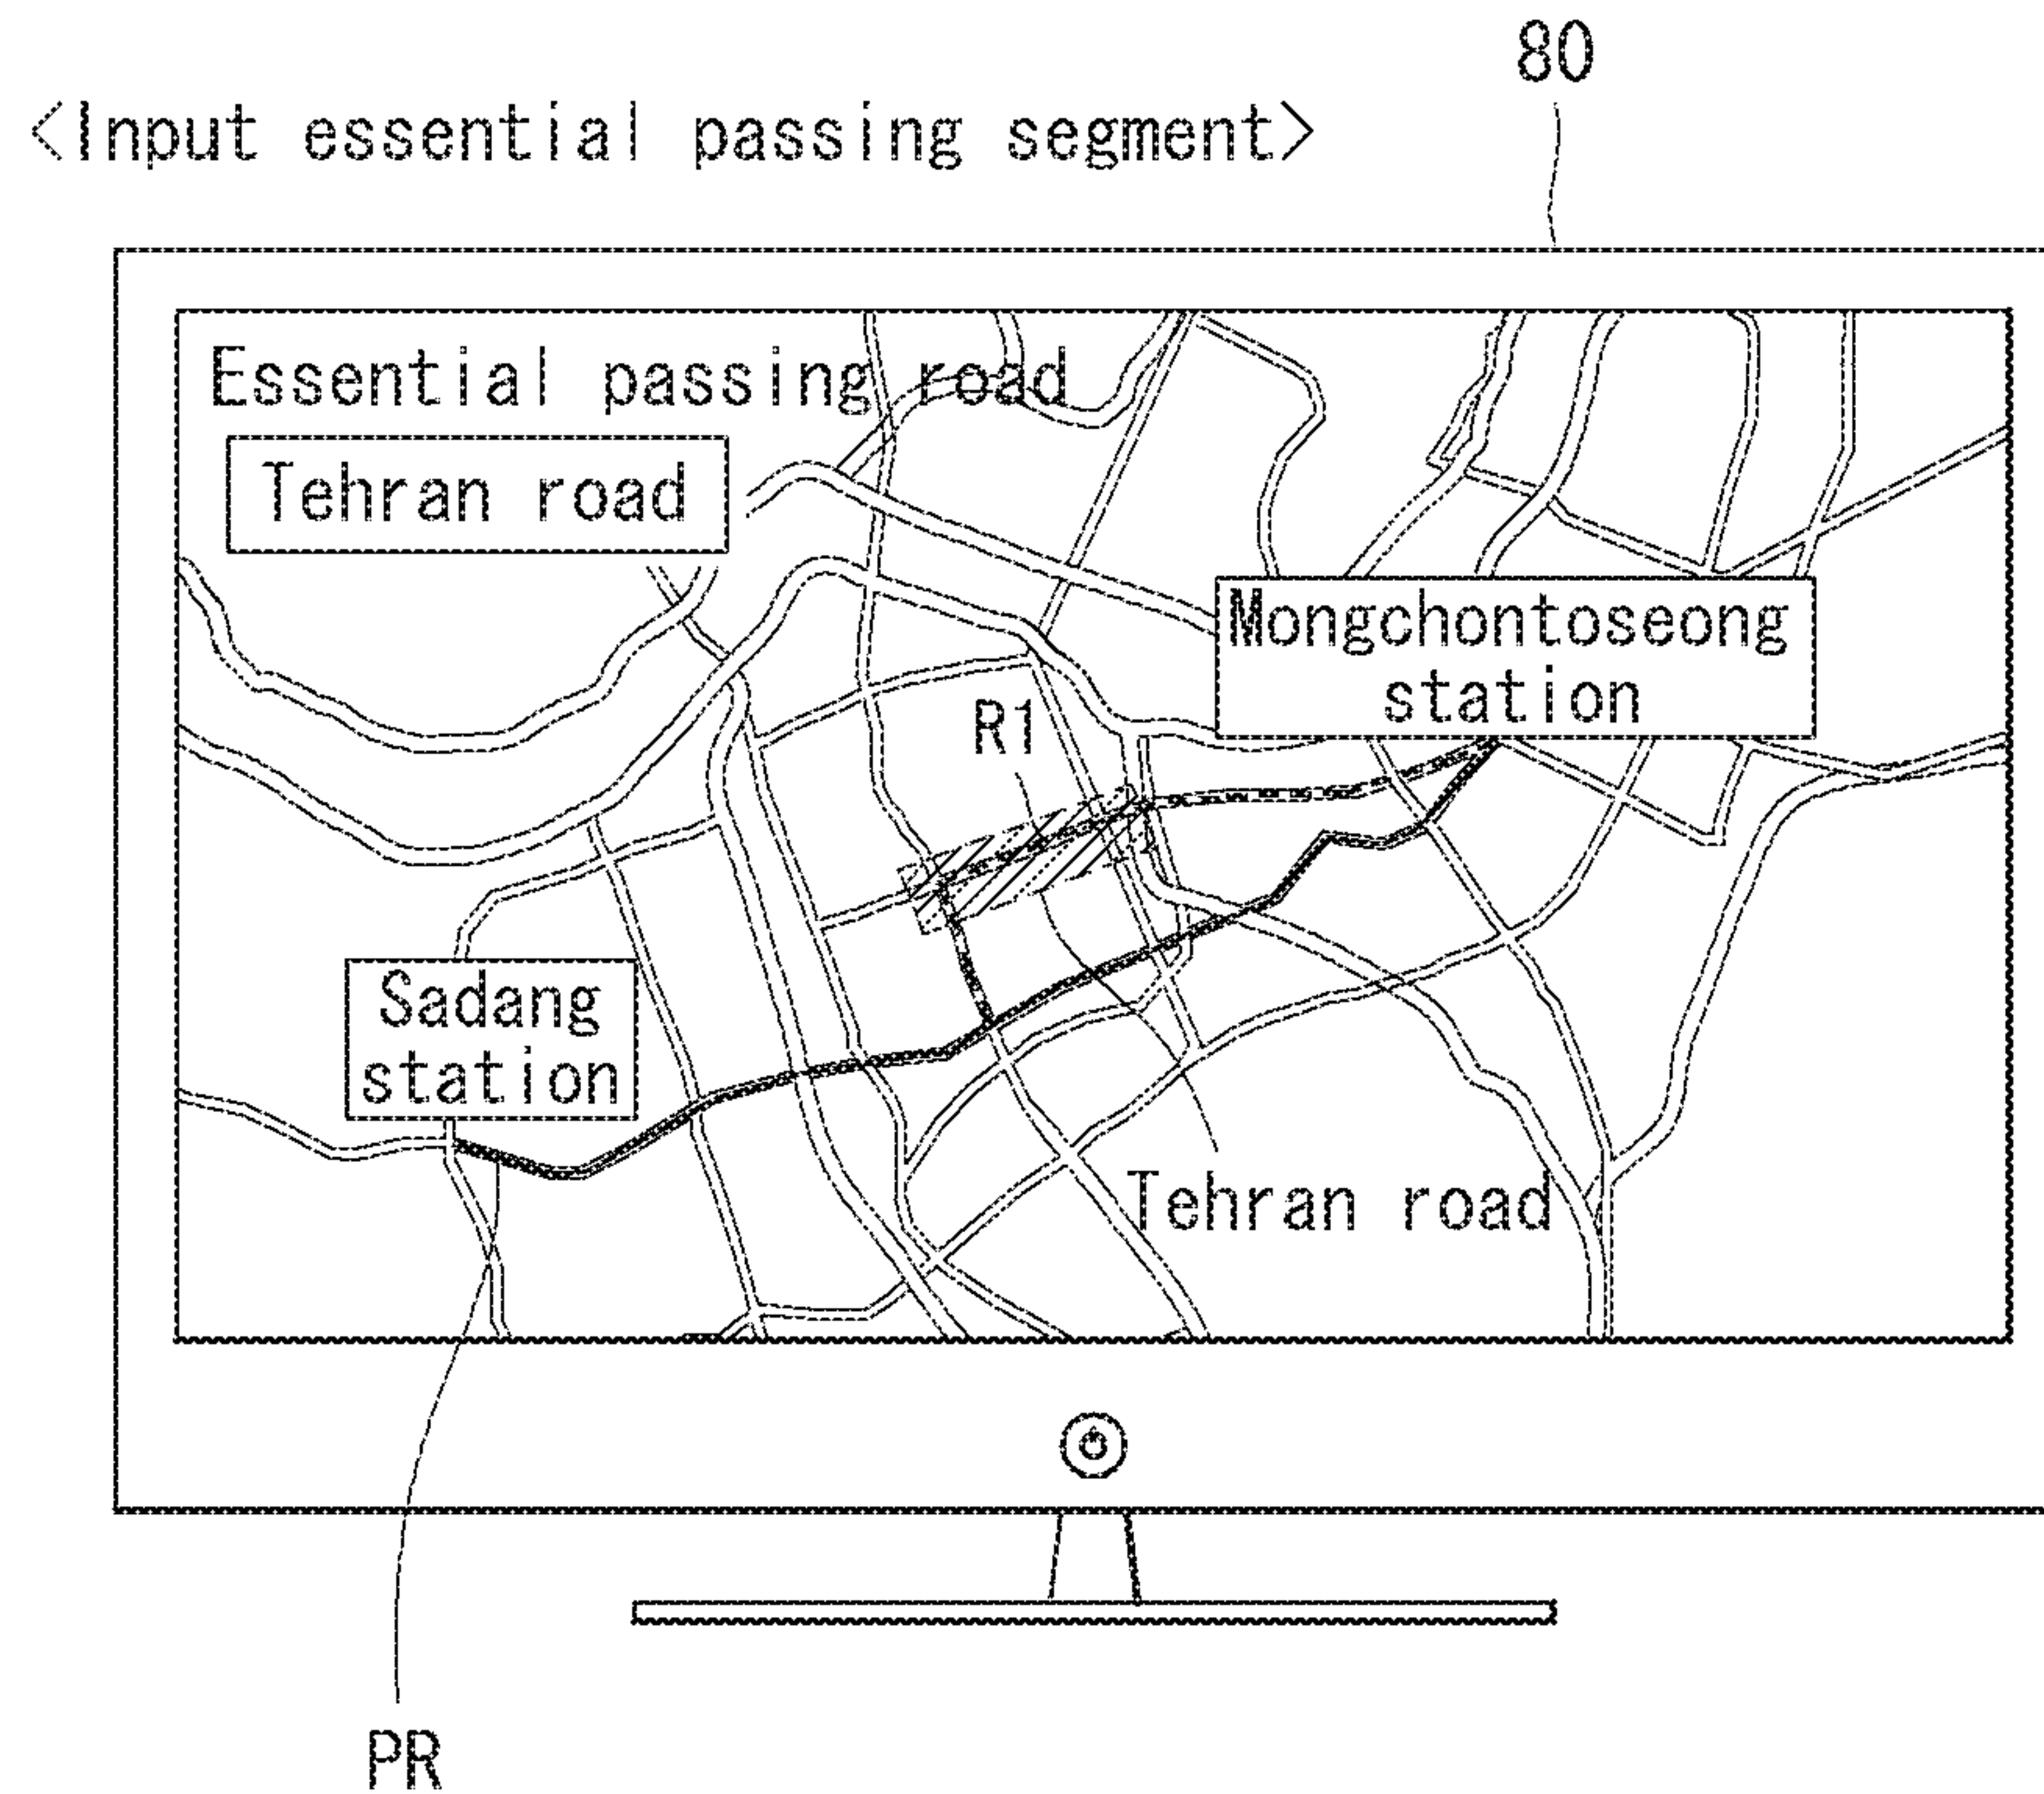 80
<Input essential passing segment>
Essential passing road
Tehran road
Mongchontoseong
station
R1
Sadang
station
Tehran road
PR